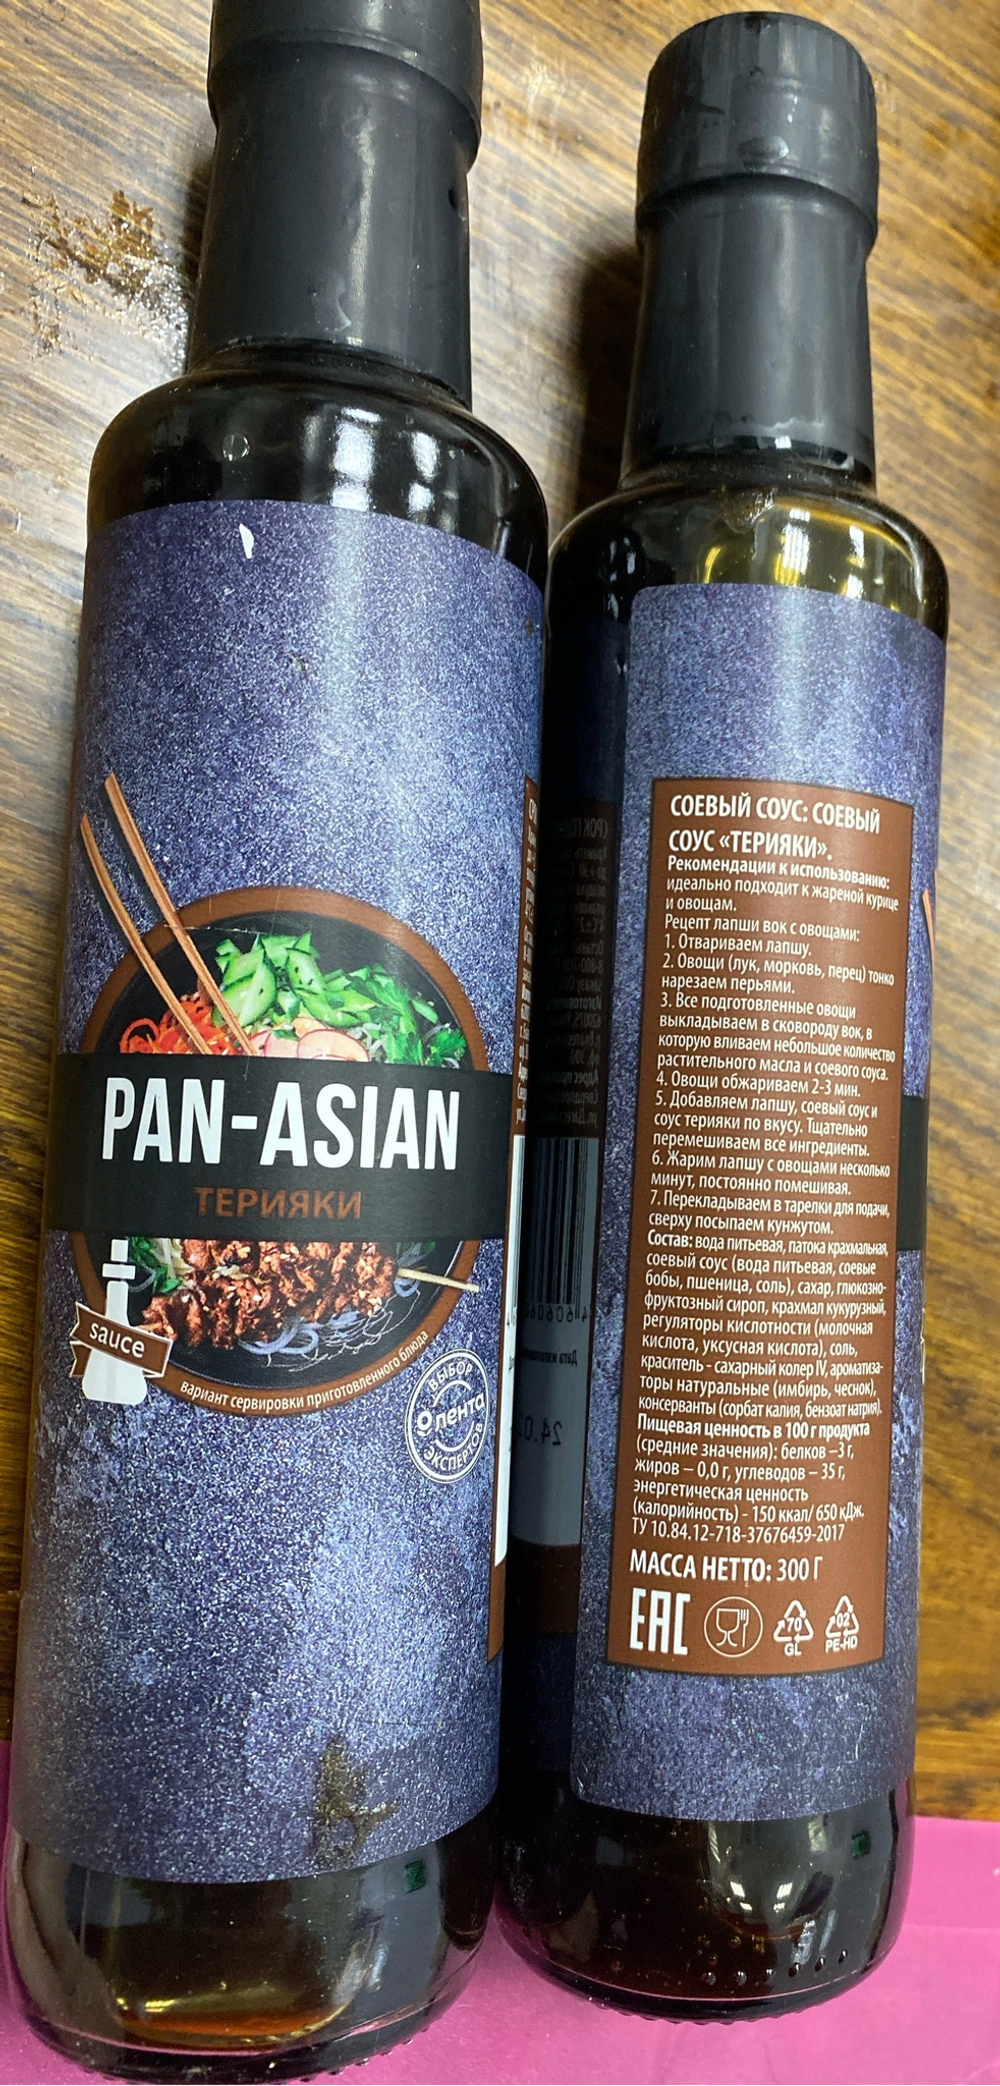 PAN-ASIAN
ТЕРИЯКИ
sauce
вариант сервировки приготовленного блюда
ВЫБОР
лента
ЭКСПЕРТОВ
24.0
СОЕВЫЙ СОУС: СОЕВЫЙ
СОУС «ТЕРИЯКИ».
Рекомендации к использованию:
идеально подходит к жареной курице
и овощам.
Рецепт лапши вок с овощами:
1. Отвариваем лапшу.
2. Овощи (лук, морковь, перец) тонко
нарезаем перьями.
3. Все подготовленные овощи
выкладываем в сковороду вок, в
которую вливаем небольшое количество
растительного масла и соевого соуса.
4. Овощи обжариваем 2-3 мин.
5. Добавляем лапшу, соевый соус и
соус терияки по вкусу. Тщательно
перемешиваем все ингредиенты.
6. Жарим лапшу с овощами несколько
минут, постоянно помешивая.
7. Перекладываем в тарелки для подачи,
сверху посыпаем кунжутом.
Состав: вода питьевая, патока крахмальная,
соевый соус (вода питьевая, соевые
бобы, пшеница, соль), сахар, глюкозно-
фруктозный сироп, крахмал кукурузный,
регуляторы кислотности (молочная
кислота, уксусная кислота), соль,
краситель - сахарный колер IV, ароматиза-
торы натуральные (имбирь, чеснок),
консерванты (сорбат калия, бензоат натрия).
Пищевая ценность в 100 г продукта
(средние значения): белков –3 г,
жиров – 0,0 г, углеводов – 35 г,
энергетическая ценность
(калорийность) - 150 ккал/ 650 кДж.
ТУ 10.84.12-718-37676459-2017
МАССА НЕТТО: 300 Г
EAC
70
GL
02
PE-HD